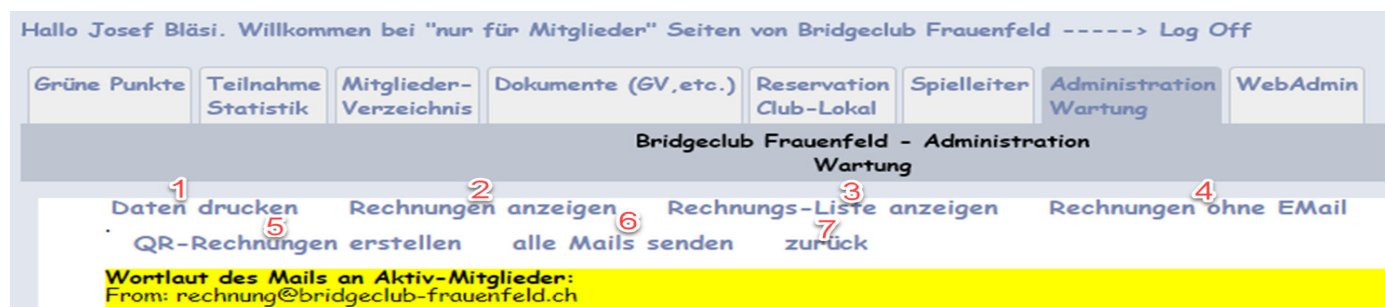 Hallo Josef Bläsi. Willkommen bei "nur für Mitglieder" Seiten von Bridgeclub Frauenfeld -----> Log Off
Grüne Punkte Teilnahme Mitglieder- Dokumente (GV,etc.) Reservation Spielleiter Administration WebAdmin
Statistik Verzeichnis Club-Lokal Wartung
Bridgeclub Frauenfeld - Administration
Wartung
1 2 3 4
Daten drucken Rechnungen anzeigen Rechnungs-Liste anzeigen Rechnungen ohne EMail
5 6 7
QR-Rechnungen erstellen alle Mails senden zurück
Wortlaut des Mails an Aktiv-Mitglieder:
From: rechnung@bridgeclub-frauenfeld.ch